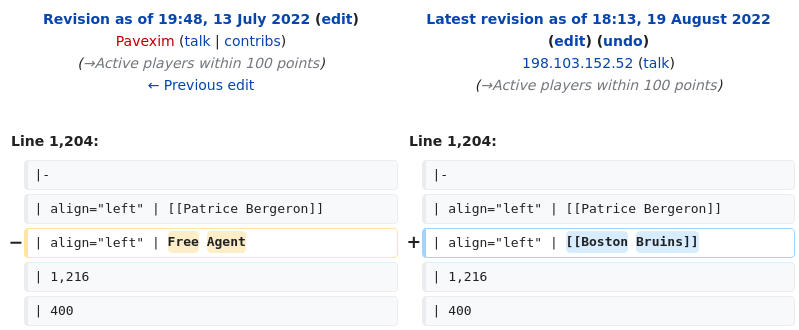 Revision as of 19:48, 13 July 2022 (edit)
Pavexim (talk | contribs)
(→Active players within 100 points)
← Previous edit
Latest revision as of 18:13, 19 August 2022
(edit) (undo)
198.103.152.52 (talk)
(→Active players within 100 points)
Line 1,204:
Line 1,204:
|-
|-
| align="left" | [[Patrice Bergeron]]
| align="left" | [[Patrice Bergeron]]
− | align="left" | Free Agent
+ | align="left" | [[Boston Bruins]]
| 1,216
| 1,216
| 400
| 400